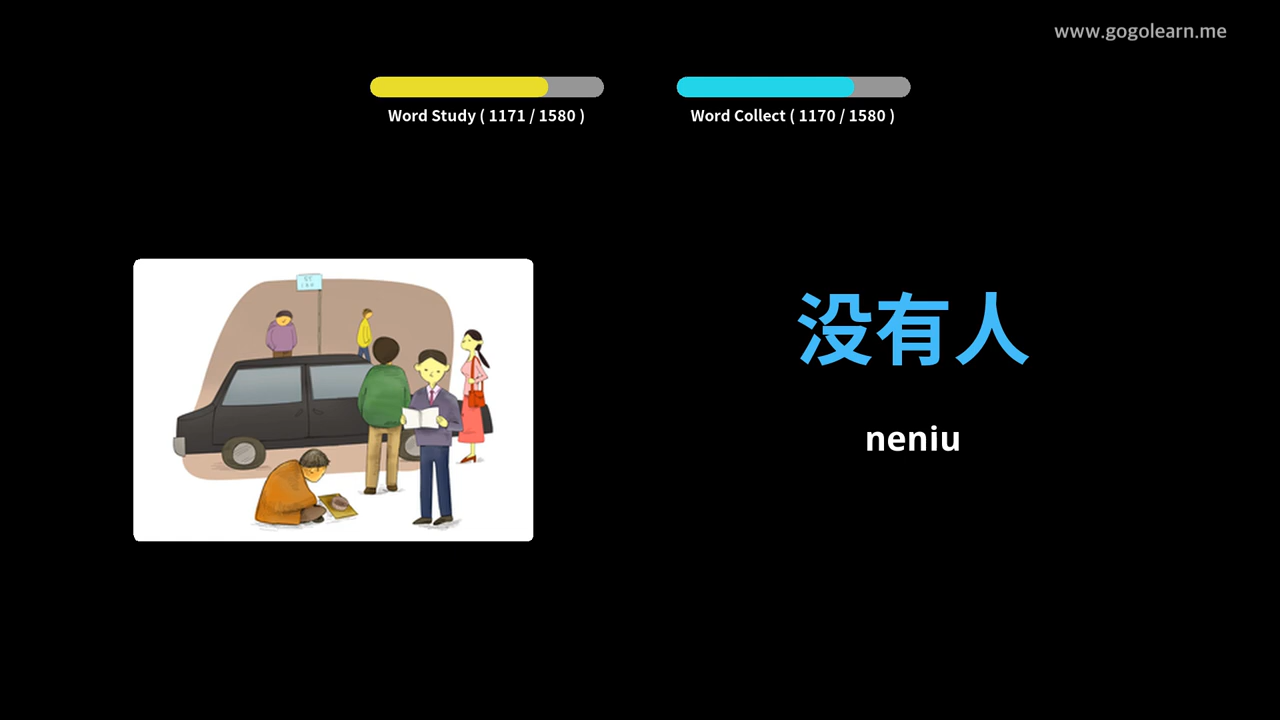 www.gogolearn.me
Word Study ( 1171 / 1580 )
Word Collect ( 1170 / 1580 )
没有人
neniu